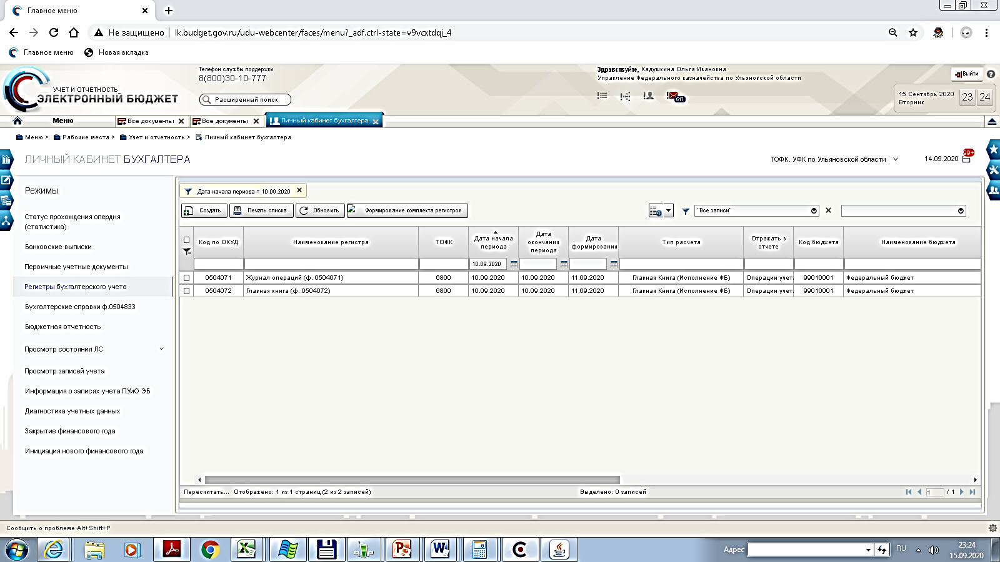 Главное меню
Не защищено | lk.budget.gov.ru/udu-webcenter/faces/menu?_adf.ctrl-state=v9vcxtdqj_4
Главное меню Новая вкладка
УЧЕТ И ОТЧЕТНОСТЬ
ЭЛЕКТРОННЫЙ БЮДЖЕТ
Телефон службы поддержки
8(800)30-10-777
Расширенный поиск
Здравствуйте, Кадушкина Ольга Ивановна
Управление Федерального казначейства по Ульяновской области
617
Выйти
15 Сентябрь 2020
Вторник
23 24
Меню Все документы Все документы Личный кабинет бухгалтера
Меню > Рабочие места > Учет и отчетность > Личный кабинет бухгалтера
ЛИЧНЫЙ КАБИНЕТ БУХГАЛТЕРА
ТОФК. УФК по Ульяновской области 14.09.2020 99+
Режимы
Статус прохождения опердня
(статистика)
Банковские выписки
Первичные учетные документы
Регистры бухгалтерского учета
Бухгалтерские справки ф.0504833
Бюджетная отчетность
Просмотр состояния ЛС
Просмотр записей учета
Информация о записях учета ПУиО ЭБ
Диагностика учетных данных
Закрытие финансового года
Инициация нового финансового года
Дата начала периода = 10.09.2020
Создать Печать списка Обновить Формирование комплекта регистров "Все записи"
Код по ОКУД Наименование регистра ТОФК Дата начала периода Дата окончания периода Дата формирования Тип расчета Отражать в отчете Код бюджета Наименование бюджета
10.09.2020
0504071 Журнал операций (ф. 0504071) 6800 10.09.2020 10.09.2020 11.09.2020 Главная Книга (Исполнение ФБ) Операции учет 99010001 Федеральный бюджет
0504072 Главная книга (ф. 0504072) 6800 10.09.2020 10.09.2020 11.09.2020 Главная Книга (Исполнение ФБ) Операции учет 99010001 Федеральный бюджет
Пересчитать... Отображено: 1 из 1 страниц (2 из 2 записей) Выделено: 0 записей 1 / 1
Сообщить о проблеме Alt+Shift+P
Адрес RU 23:24
15.09.2020